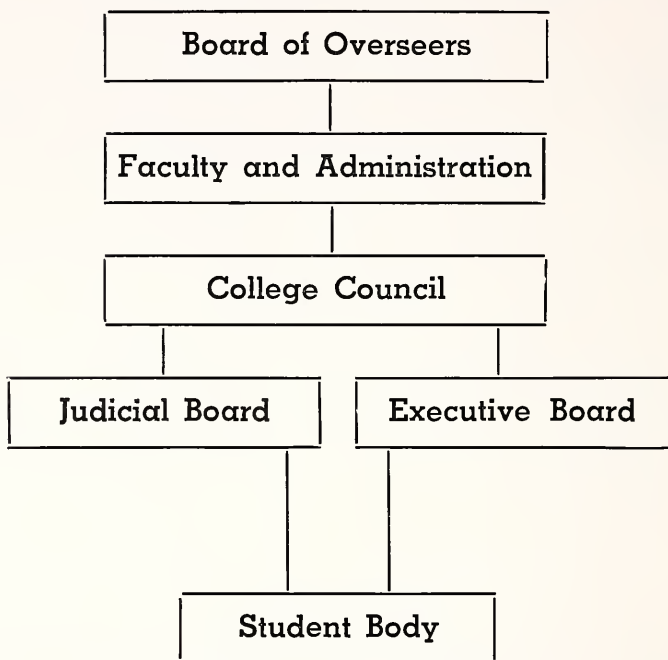 Board of Overseers
Faculty and Administration
College Council
Judicial Board
Executive Board
Student Body